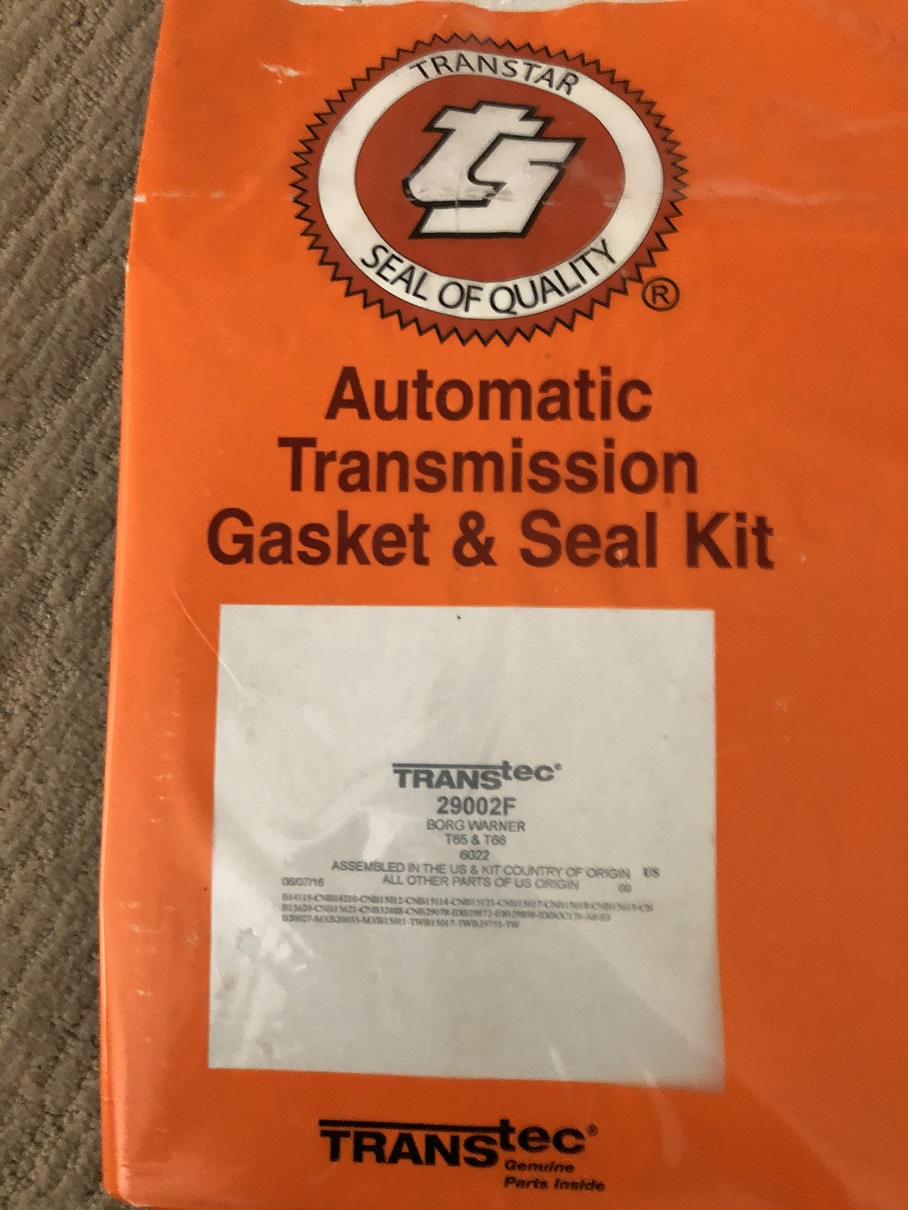 TRANSTAR
ts
SEAL OF QUALITY
®
Automatic
Transmission
Gasket & Seal Kit
TRANStec®
29002F
BORG WARNER
T65 & T66
6022
ASSEMBLED IN THE US & KIT COUNTRY OF ORIGIN US
06/07/16 ALL OTHER PARTS OF US ORIGIN 00
TRANStec®
Genuine
Parts Inside